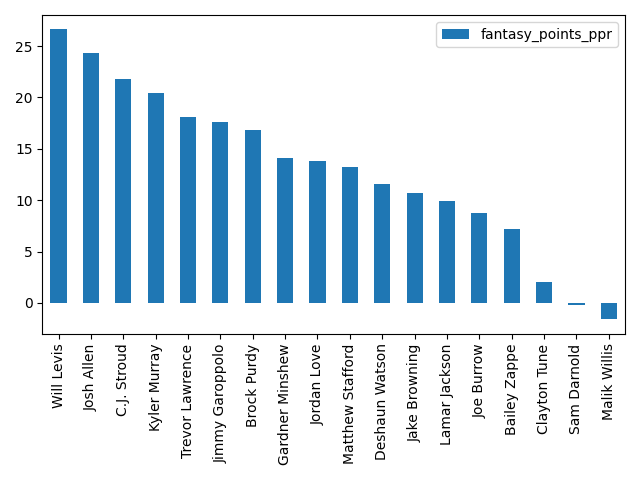 fantasy_points_ppr
25
20
15
10
5
0
Will Levis
Josh Allen
C.J. Stroud
Kyler Murray
Trevor Lawrence
Jimmy Garoppolo
Brock Purdy
Gardner Minshew
Jordan Love
Matthew Stafford
Deshaun Watson
Jake Browning
Lamar Jackson
Joe Burrow
Bailey Zappe
Clayton Tune
Sam Darnold
Malik Willis